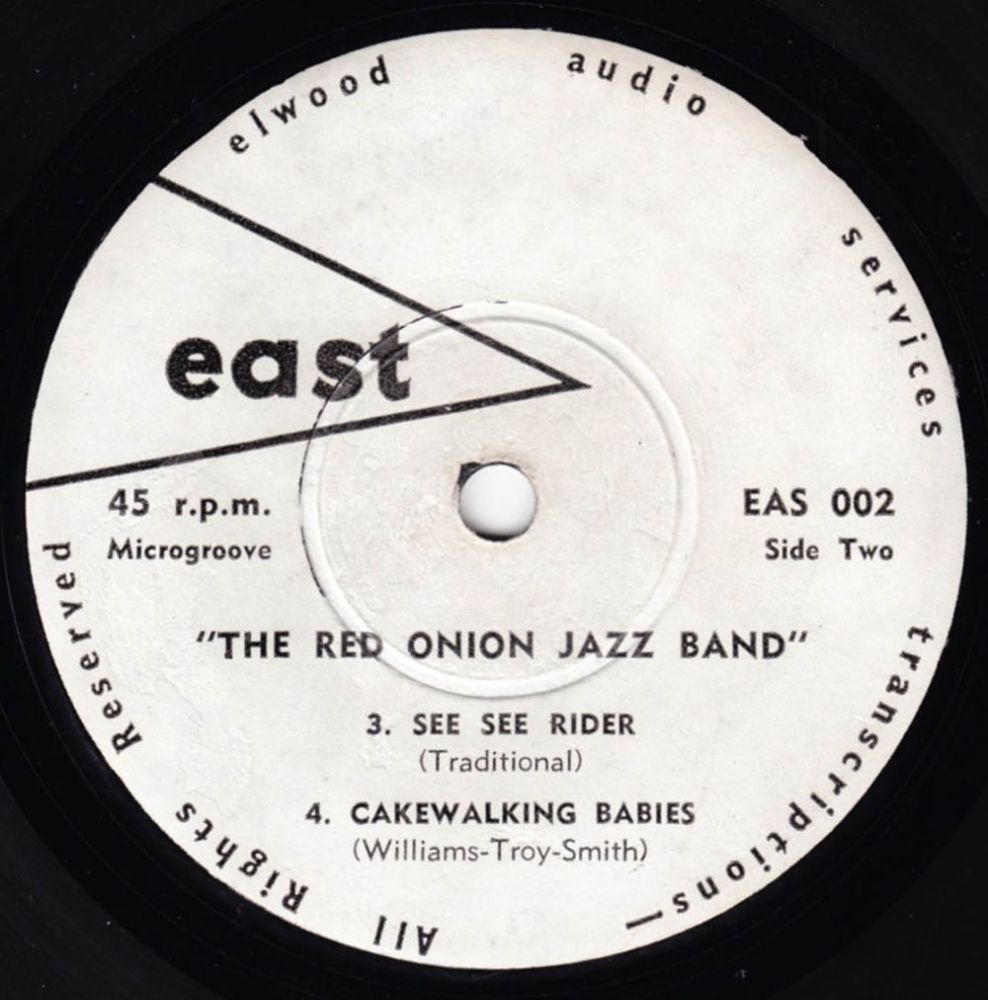 elwood audio services transcriptions— All Rights Reserved
east
45 r.p.m.
Microgroove
EAS 002
Side Two
"THE RED ONION JAZZ BAND"
3. SEE SEE RIDER
(Traditional)
4. CAKEWALKING BABIES
(Williams-Troy-Smith)